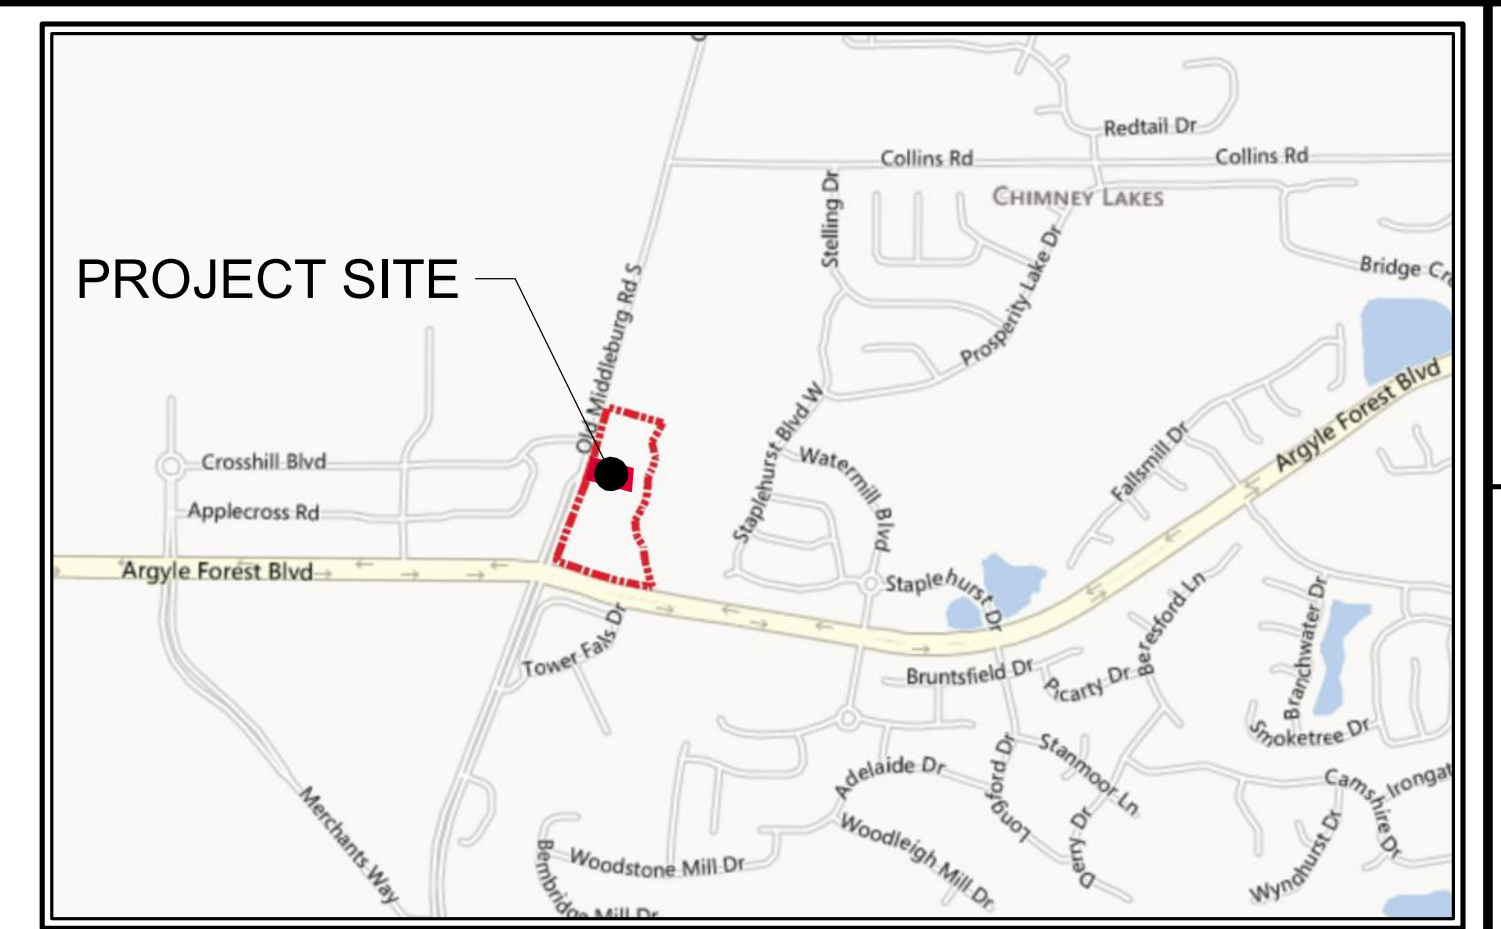 Redtail Dr
Collins Rd
Collins Rd
CHIMNEY LAKES
Stelling Dr
Bridge Cre
PROJECT SITE
Old Middleburg Rd S
Prosperity Lake Dr
Argyle Forest Blvd
Staplehurst Blvd W
Watermill Blvd
Fallsmill Dr
Crosshill Blvd
Applecross Rd
Argyle Forest Blvd
Staplehurst Dr
Beresford Ln
Branchwater Dr
Tower Falls Dr
Bruntsfield Dr
Picarty Dr
Smoketree Dr
Adelaide Dr
Longford Dr
Stanmoor Ln
Camshire Dr
Irongat
Merchants Way
Woodstone Mill Dr
Woodleigh Mill Dr
Derry Dr
Wyndhurst Dr
Bembridge Mill Dr